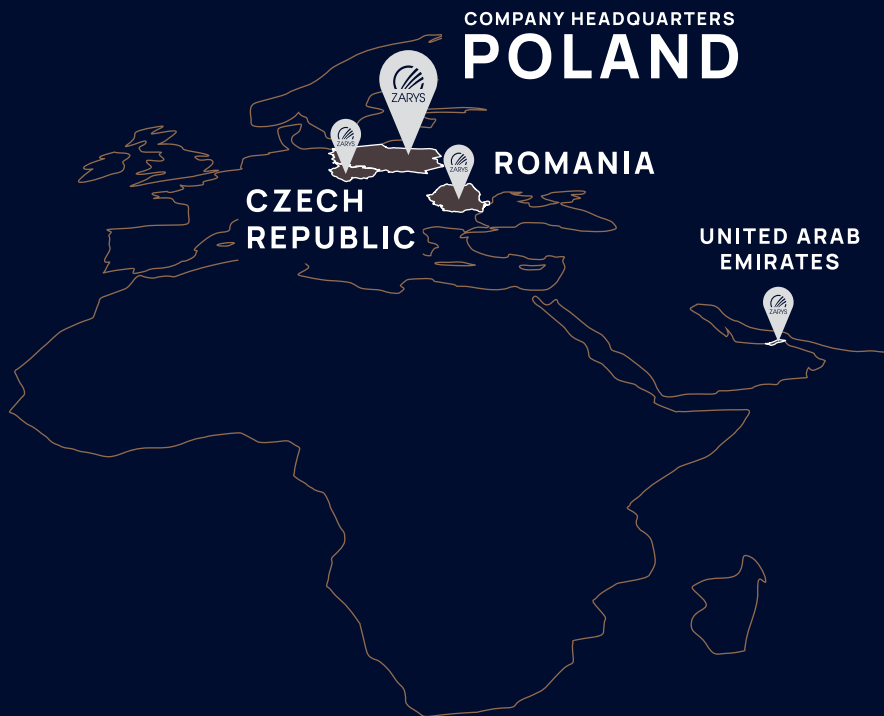 COMPANY HEADQUARTERS
POLAND
ZARYS
ZARYS
ZARYS
ROMANIA
CZECH
REPUBLIC
UNITED ARAB
EMIRATES
ZARYS